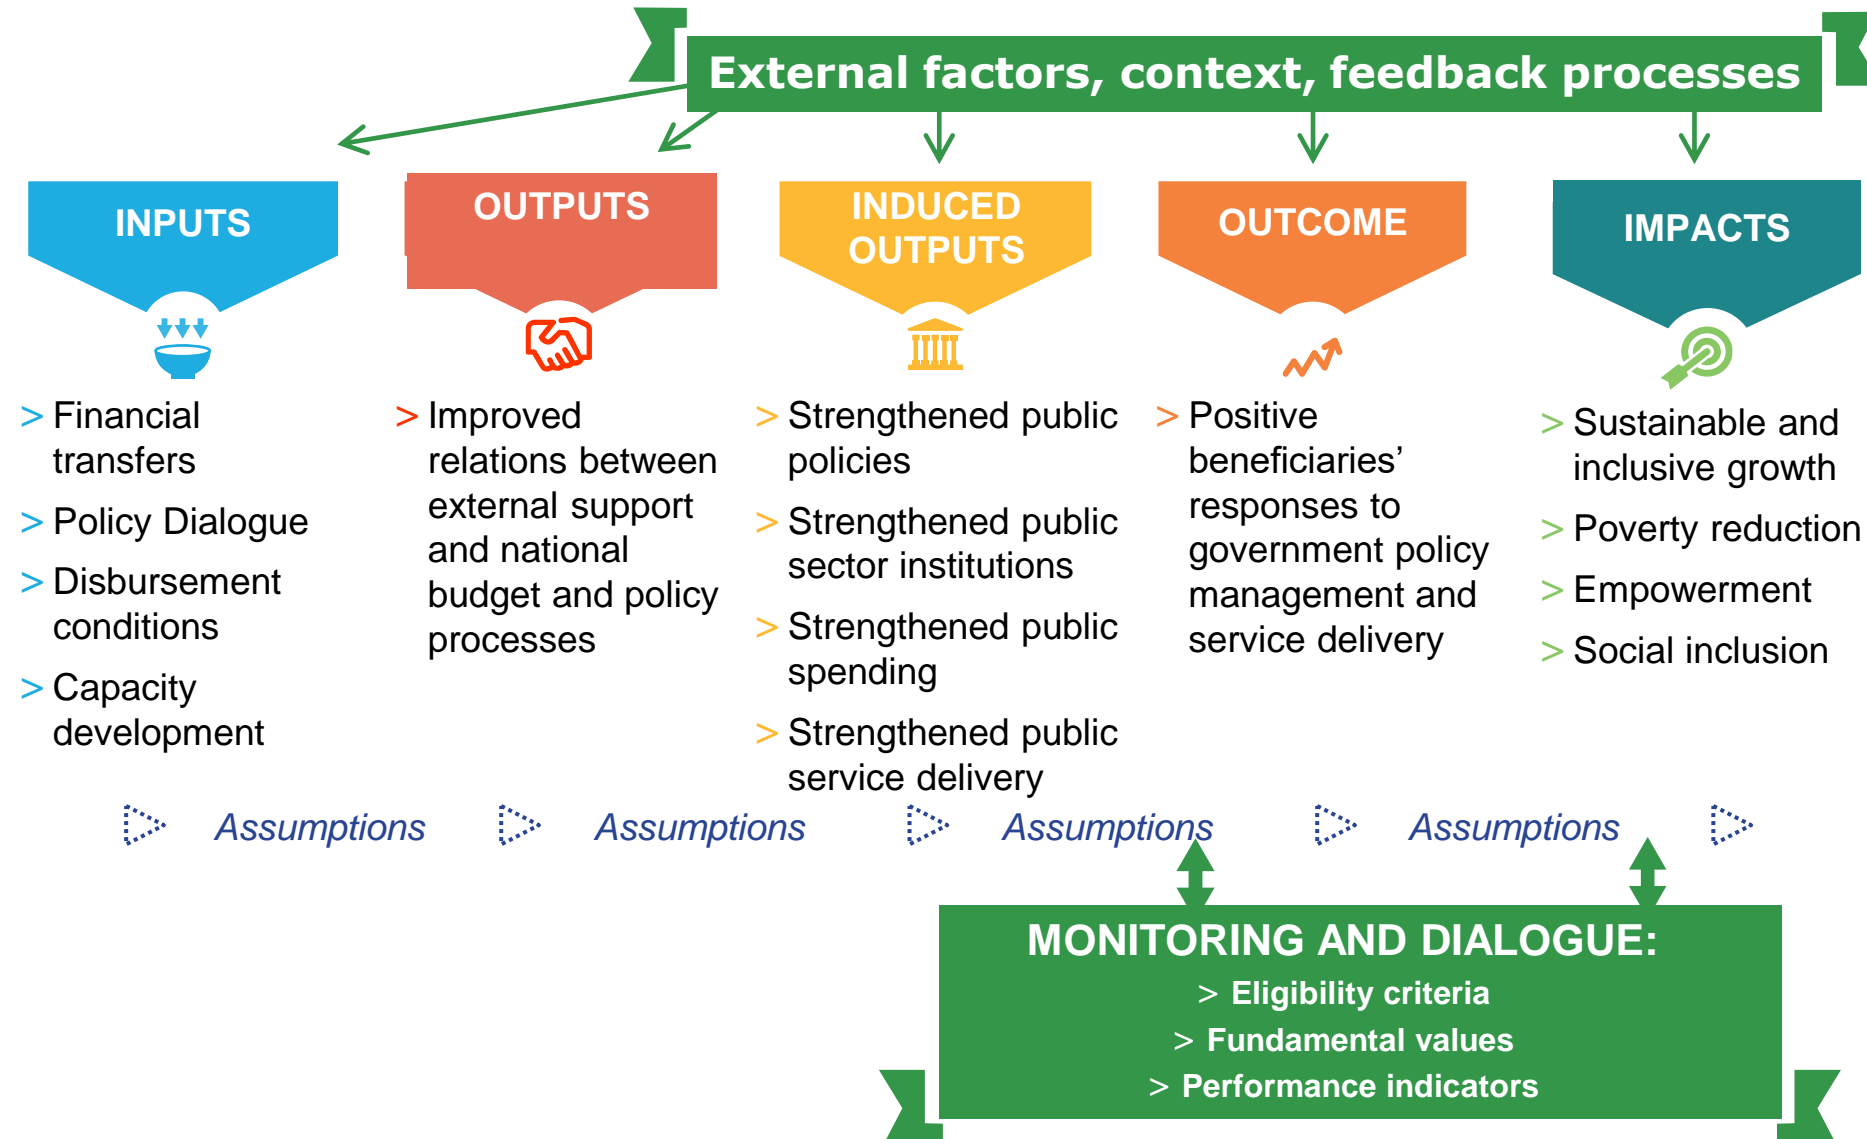 External factors, context, feedback processes
INPUTS
> Financial
transfers
> Policy Dialogue
> Disbursement
conditions
> Capacity
development
OUTPUTS
> Improved
relations between
external support
and national
budget and policy
processes
INDUCED
OUTPUTS
> Strengthened public
policies
> Strengthened public
sector institutions
> Strengthened public
spending
> Strengthened public
service delivery
OUTCOME
> Positive
beneficiaries’
responses to
government policy
management and
service delivery
IMPACTS
> Sustainable and
inclusive growth
> Poverty reduction
> Empowerment
> Social inclusion
Assumptions
Assumptions
Assumptions
Assumptions
MONITORING AND DIALOGUE:
> Eligibility criteria
> Fundamental values
> Performance indicators